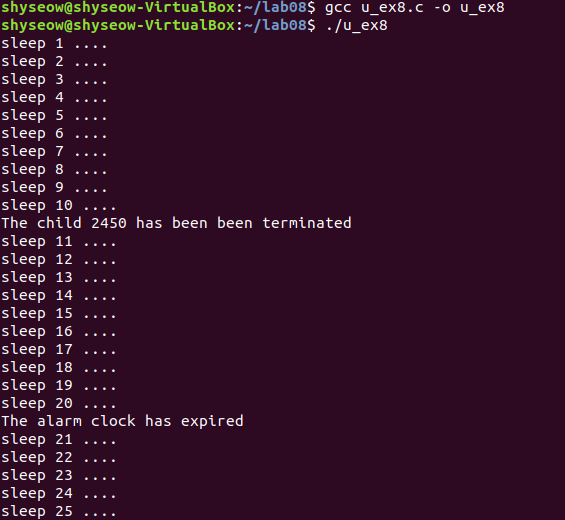 shyseow@shyseow-VirtualBox:~/lab08$ gcc u_ex8.c -o u_ex8
shyseow@shyseow-VirtualBox:~/lab08$ ./u_ex8
sleep 1 ....
sleep 2 ....
sleep 3 ....
sleep 4 ....
sleep 5 ....
sleep 6 ....
sleep 7 ....
sleep 8 ....
sleep 9 ....
sleep 10 ....
The child 2450 has been been terminated
sleep 11 ....
sleep 12 ....
sleep 13 ....
sleep 14 ....
sleep 15 ....
sleep 16 ....
sleep 17 ....
sleep 18 ....
sleep 19 ....
sleep 20 ....
The alarm clock has expired
sleep 21 ....
sleep 22 ....
sleep 23 ....
sleep 24 ....
sleep 25 ....